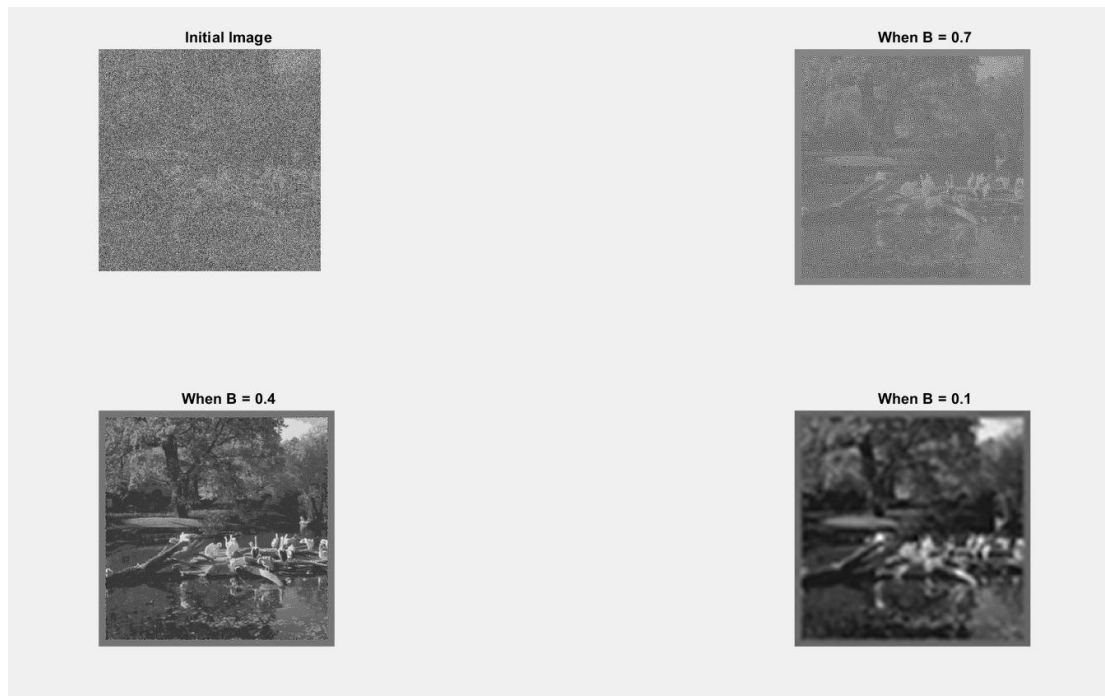 Initial Image
When B = 0.7
When B = 0.4
When B = 0.1